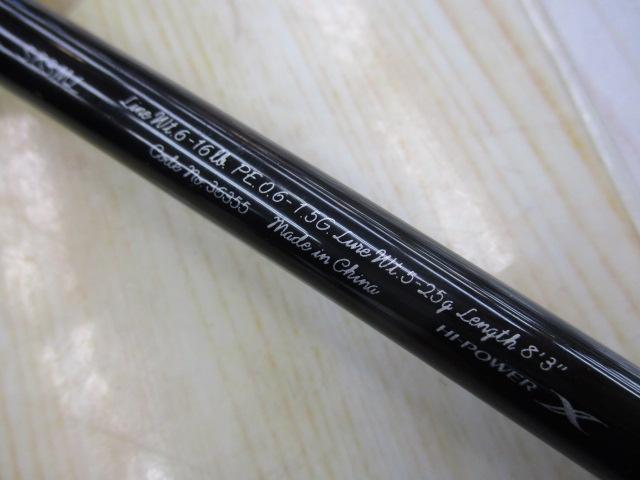 Line Wt. 6-16lb. PE. 0.6-1.5G. Lure Wt. 5-25g Length 8'3"
Code No. 36355 Made in China
HI-POWER X